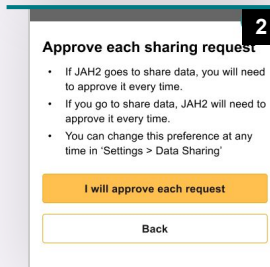 2
Approve each sharing request
• If JAH2 goes to share data, you will need
to approve it every time.
• If you go to share data, JAH2 will need to
approve it every time.
• You can change this preference at any
time in ‘Settings > Data Sharing’
I will approve each request
Back